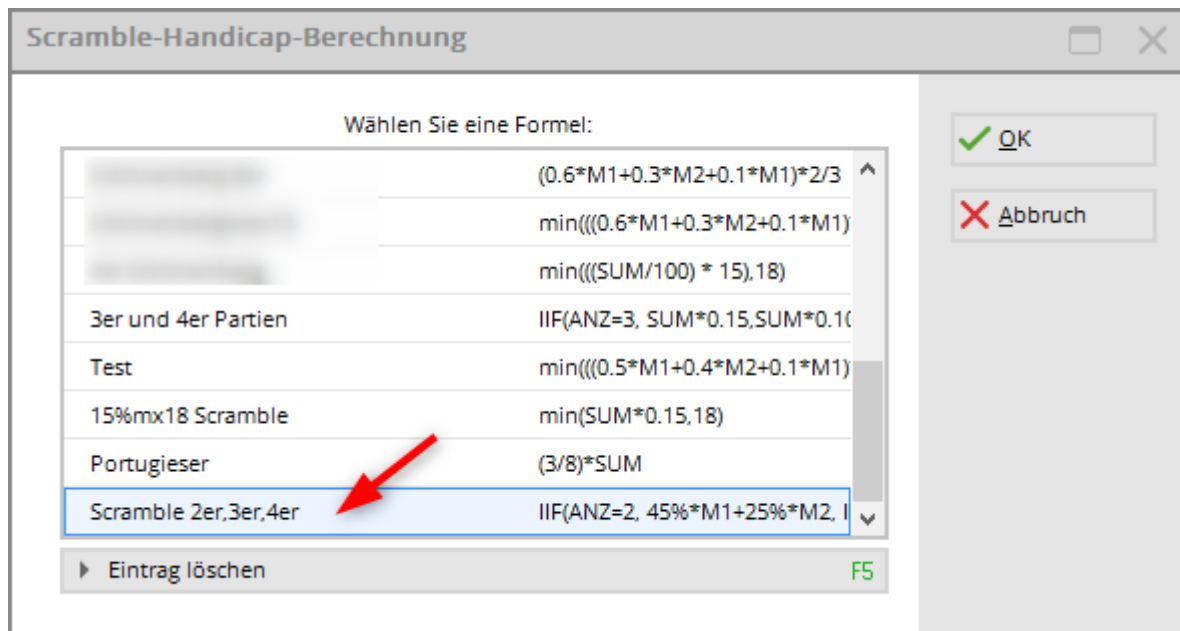 Scramble-Handicap-Berechnung
Wählen Sie eine Formel:
(0.6*M1+0.3*M2+0.1*M1)*2/3
min(((0.6*M1+0.3*M2+0.1*M1)
min(((SUM/100) * 15),18)
3er und 4er Partien IIF(ANZ=3, SUM*0.15,SUM*0.10
Test min(((0.5*M1+0.4*M2+0.1*M1)
15%mx18 Scramble min(SUM*0.15,18)
Portugieser (3/8)*SUM
Scramble 2er,3er,4er IIF(ANZ=2, 45%*M1+25%*M2, I
Eintrag löschen F5
OK
Abbruch